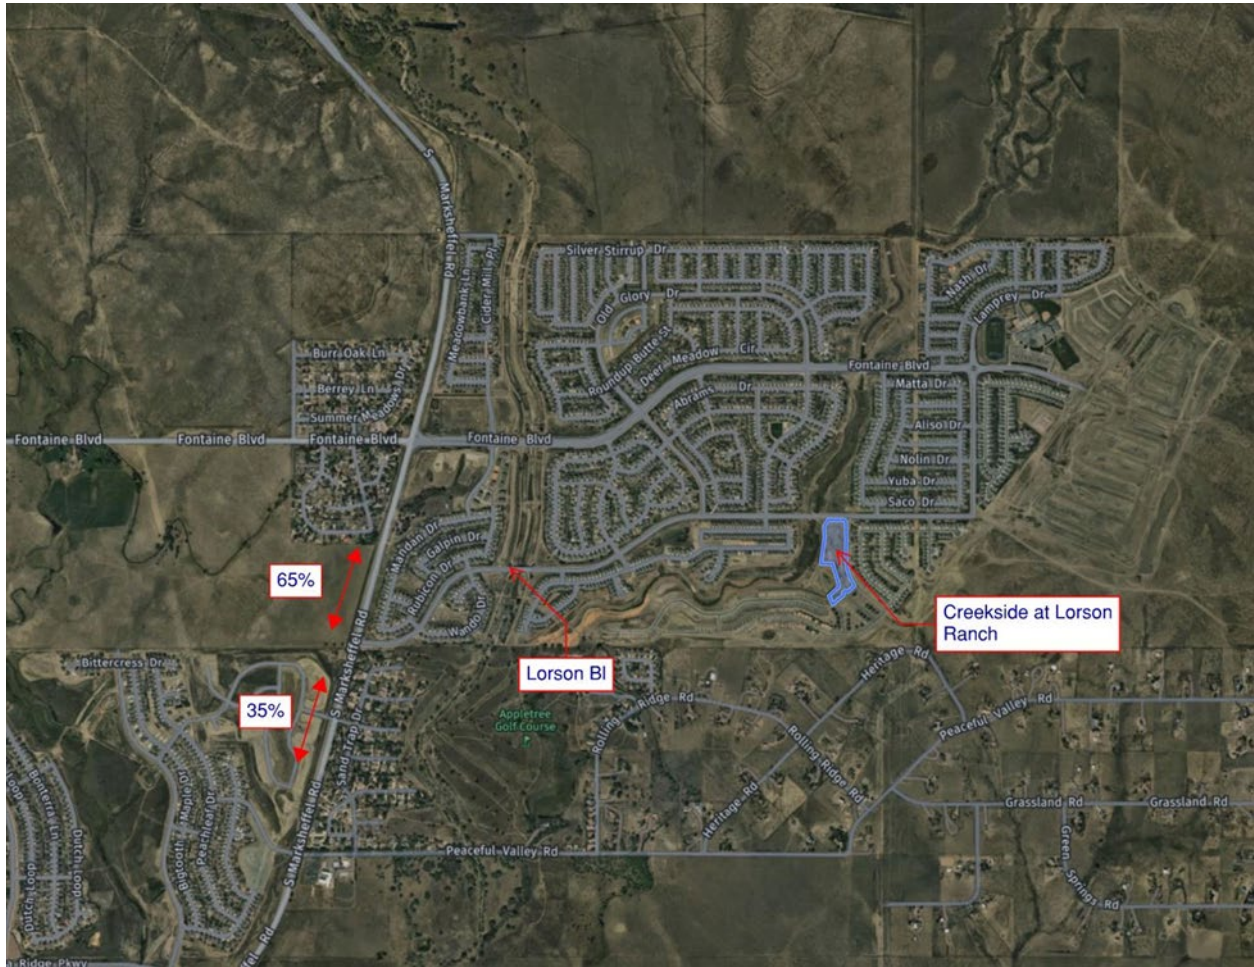 S
Marksheffel Rd
Meadowbank Ln
Cider Mill Pl
Silver Stirrup Dr
Old Glory Dr
Nash Dr
Lamprey Dr
Roundup Butte St
Deer Meadow Cir
Burr Oak Ln
Berrey Ln
Summer Meadows Dr
Fontaine Blvd
Matta Dr
Abrams Dr
Aliso Dr
Fontaine Blvd
Fontaine Blvd
Fontaine Blvd
Fontaine Blvd
Nolin Dr
Yuba Dr
Saco Dr
Mandan Dr
Galpin Dr
Rubicon Dr
Wando Dr
65%
Creekside at Lorson
Ranch
Lorson Bl
S Marksheffel Rd
Bittercress Dr
35%
Heritage Rd
Appletree
Golf Course
Rolling Ridge Rd
Peaceful Valley Rd
Sand Trap Dr
Rolling Ridge Rd
Heritage Rd
Bonterra Ln
Dutch Loop
Dutch Loop
Bigtooth Maple Dr
Peachleaf Dr
S Marksheffel Rd
Grassland Rd
Grassland Rd
Green Springs Rd
Peaceful Valley Rd
Loop
a Ridge Pkwy
ffel Rd